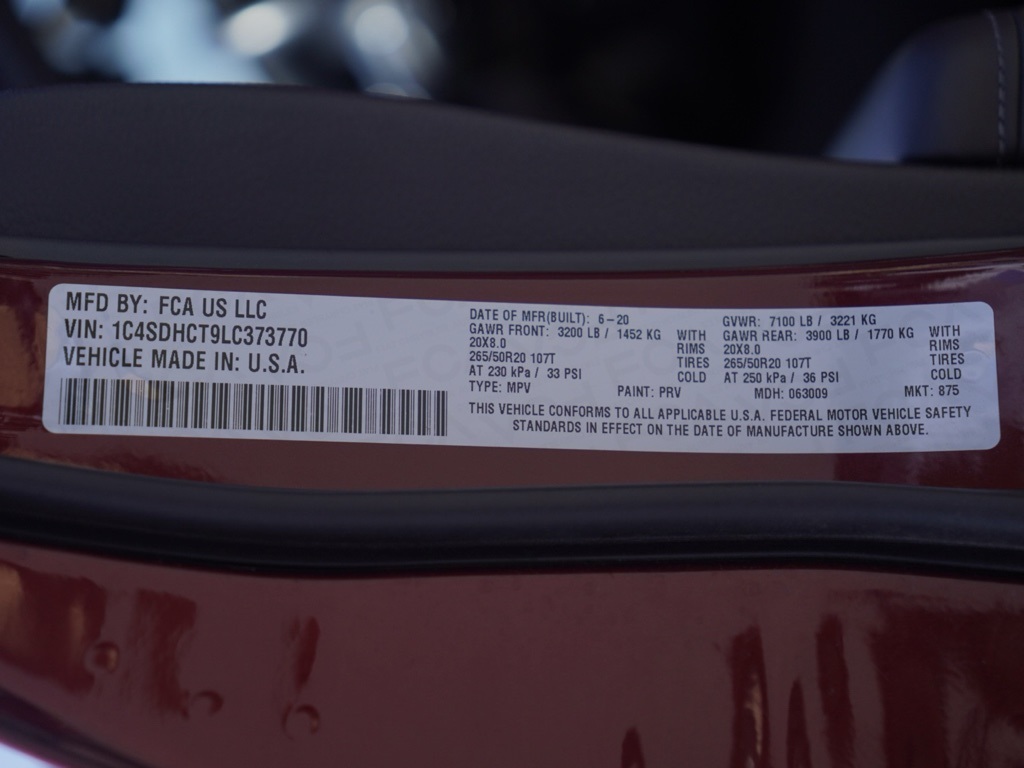 MFD BY: FCA US LLC
VIN: 1C4SDHCT9LC373770
VEHICLE MADE IN: U.S.A.
DATE OF MFR(BUILT): 6-20
GAWR FRONT: 3200 LB / 1452 KG WITH
20X8.0 RIMS
265/50R20 107T TIRES
AT 230 kPa / 33 PSI COLD
TYPE: MPV PAINT: PRV
GVWR: 7100 LB / 3221 KG
GAWR REAR: 3900 LB / 1770 KG WITH
20X8.0 RIMS
265/50R20 107T TIRES
AT 250 kPa / 36 PSI COLD
MDH: 063009 MKT: 875
THIS VEHICLE CONFORMS TO ALL APPLICABLE U.S.A. FEDERAL MOTOR VEHICLE SAFETY
STANDARDS IN EFFECT ON THE DATE OF MANUFACTURE SHOWN ABOVE.